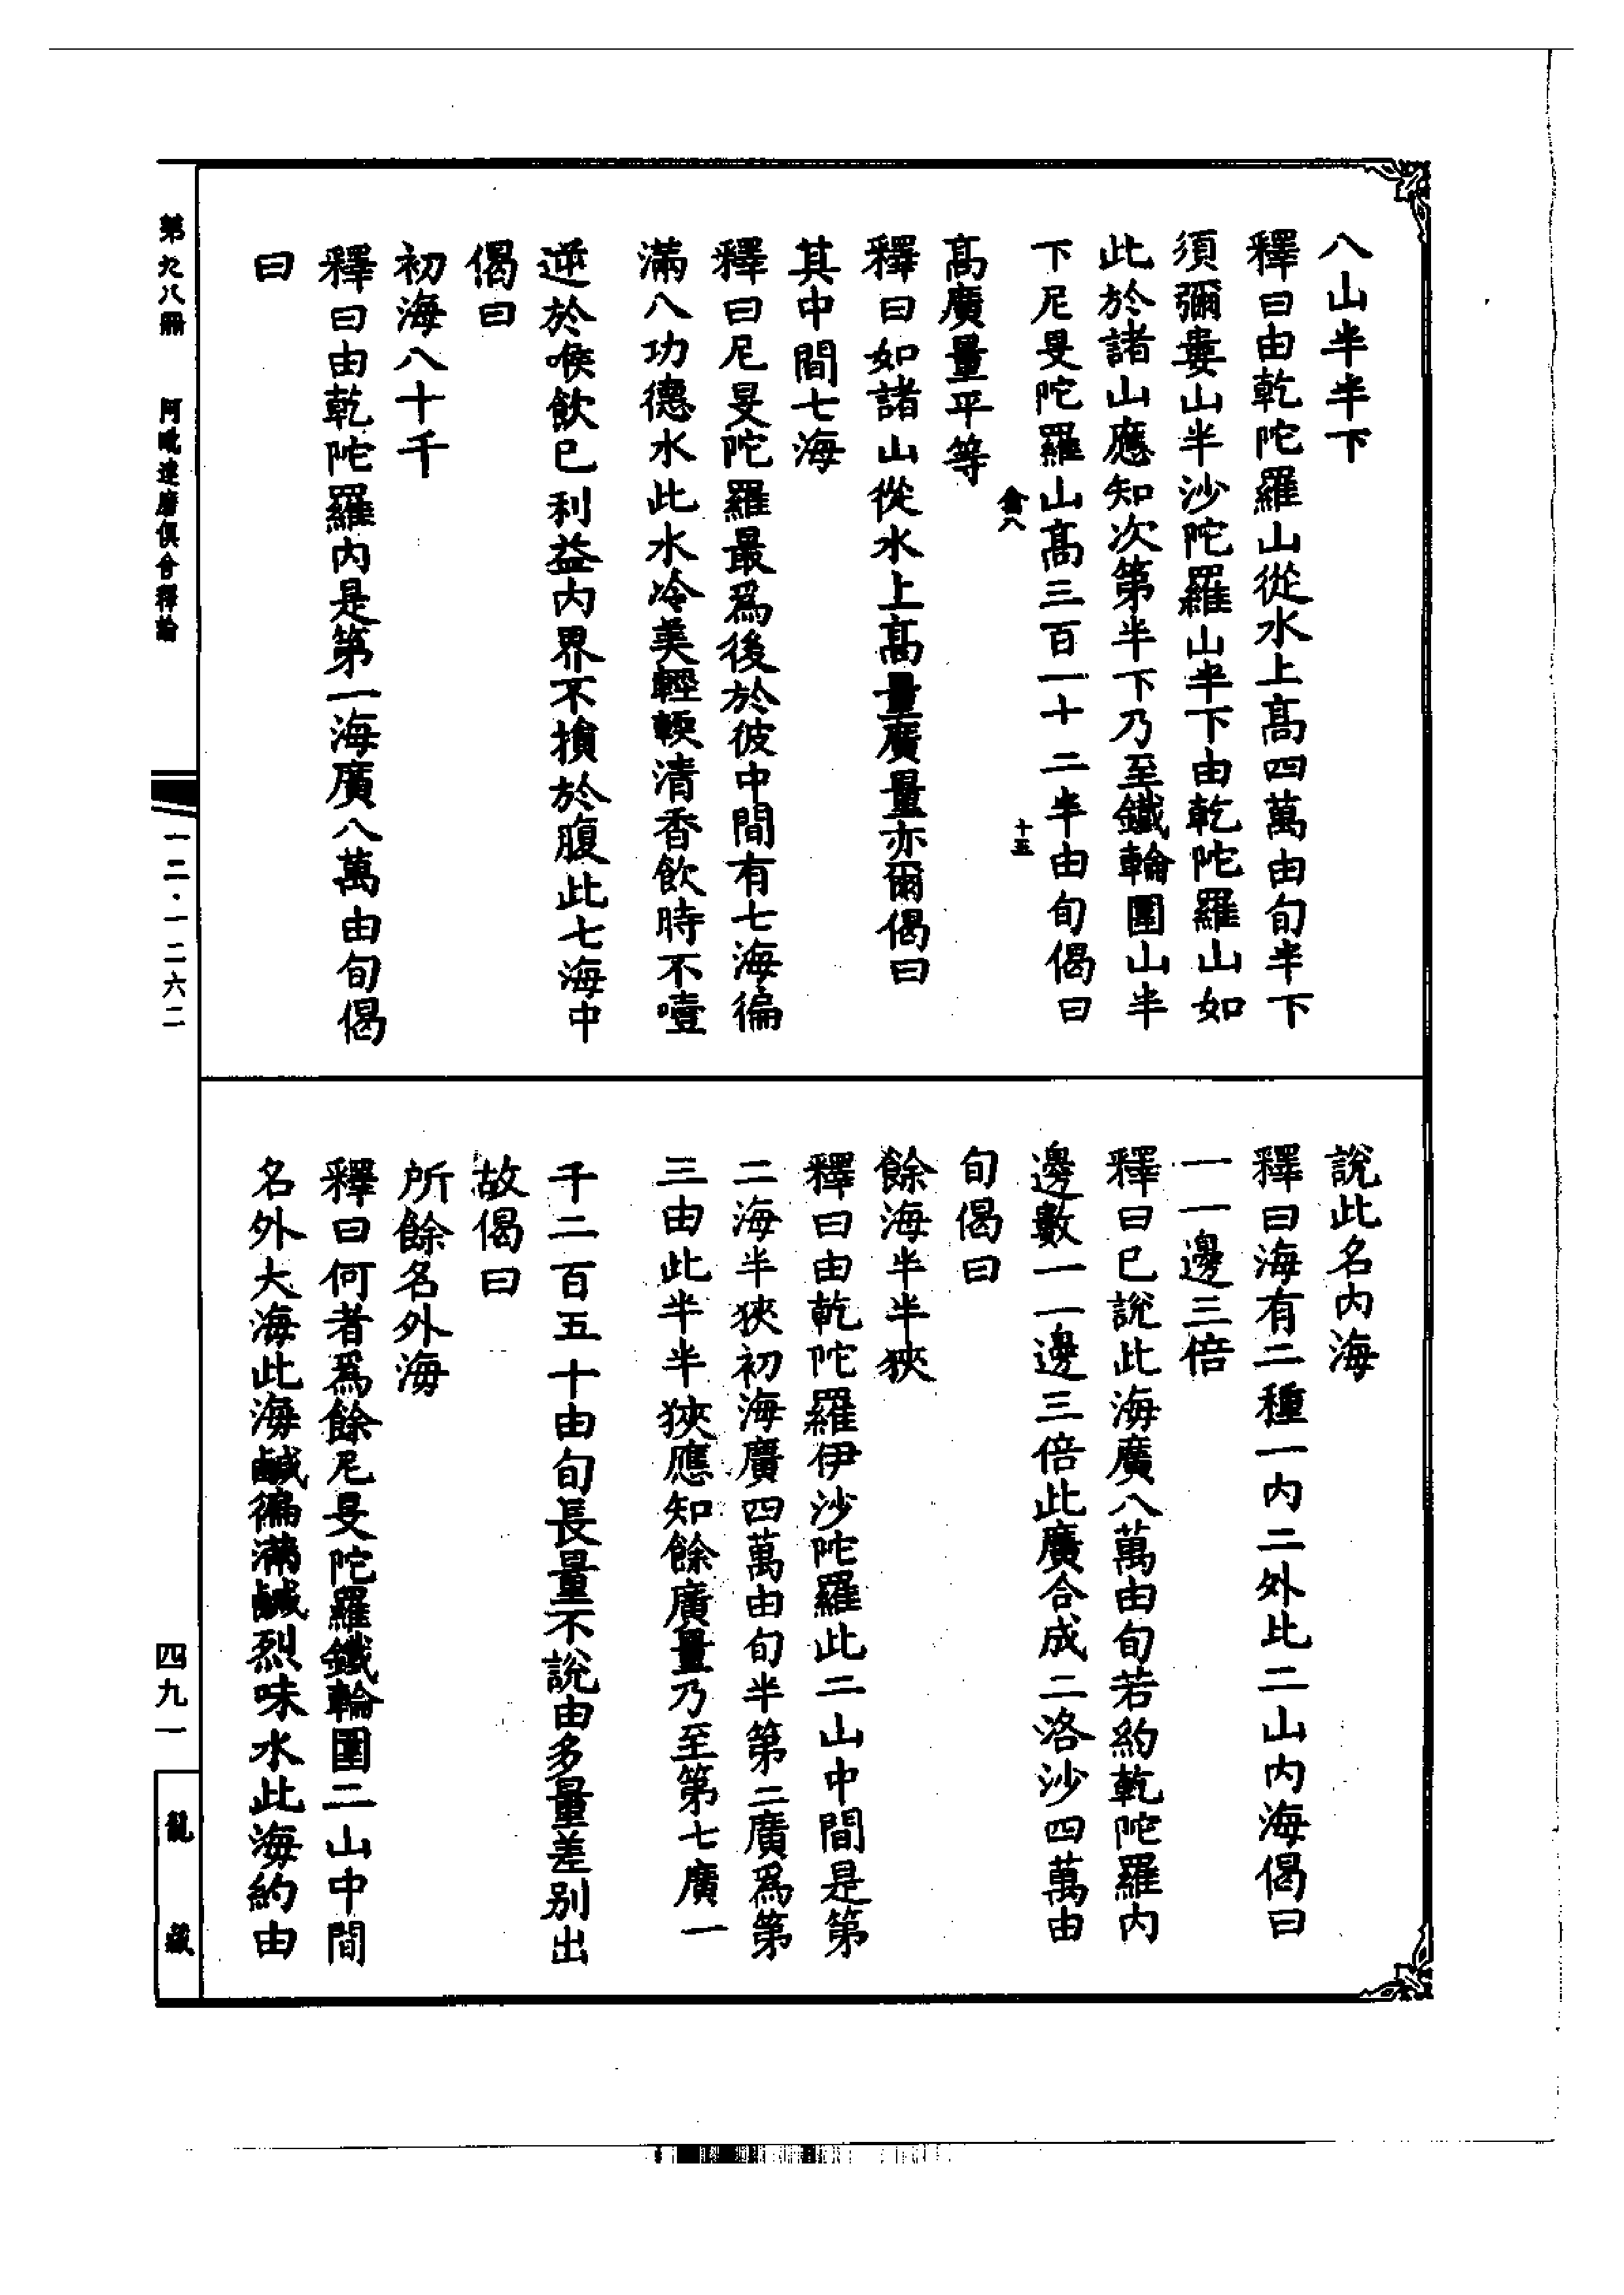 八山半半下
釋曰由乾陀羅山從水上高四萬由旬半下
須彌婁山半沙陀羅山半下由乾陀羅山如
此於諸山應知次第半下乃至鐵輪圍山半
下尼旻陀羅山高三百一十二半由旬偈曰
禽八
十五
高廣量平等
釋曰如諸山從水上高量廣量亦爾偈曰
其中間七海
釋曰尼旻陀羅最爲後於彼中間有七海徧
滿八功德水此水冷美輕輭清香飲時不噎
逆於喉飲已利益内界不損於腹此七海中
偈曰
初海八十千
釋曰由乾陀羅内是第一海廣八萬由旬偈
曰
說此名内海
釋曰海有二種一内二外此二山内海偈曰
一一邊三倍
釋曰已說此海廣八萬由旬若約乾陀羅内
邊數一一邊三倍此廣合成二洛沙四萬由
旬偈曰
餘海半半狹
釋曰由乾陀羅伊沙陀羅此二山中間是第
二海半狹初海廣四萬由旬半第二廣爲第
三由此半半狹應知餘廣量乃至第七廣一
千二百五十由旬長量不說由多量差别出
故偈曰
所餘名外海
釋曰何者爲餘尼旻陀羅鐵輪圍二山中間
名外大海此海鹹徧滿鹹烈味水此海約由
第九八冊
阿毗達磨俱舍釋論
一二·一二六二
四九一
龍藏